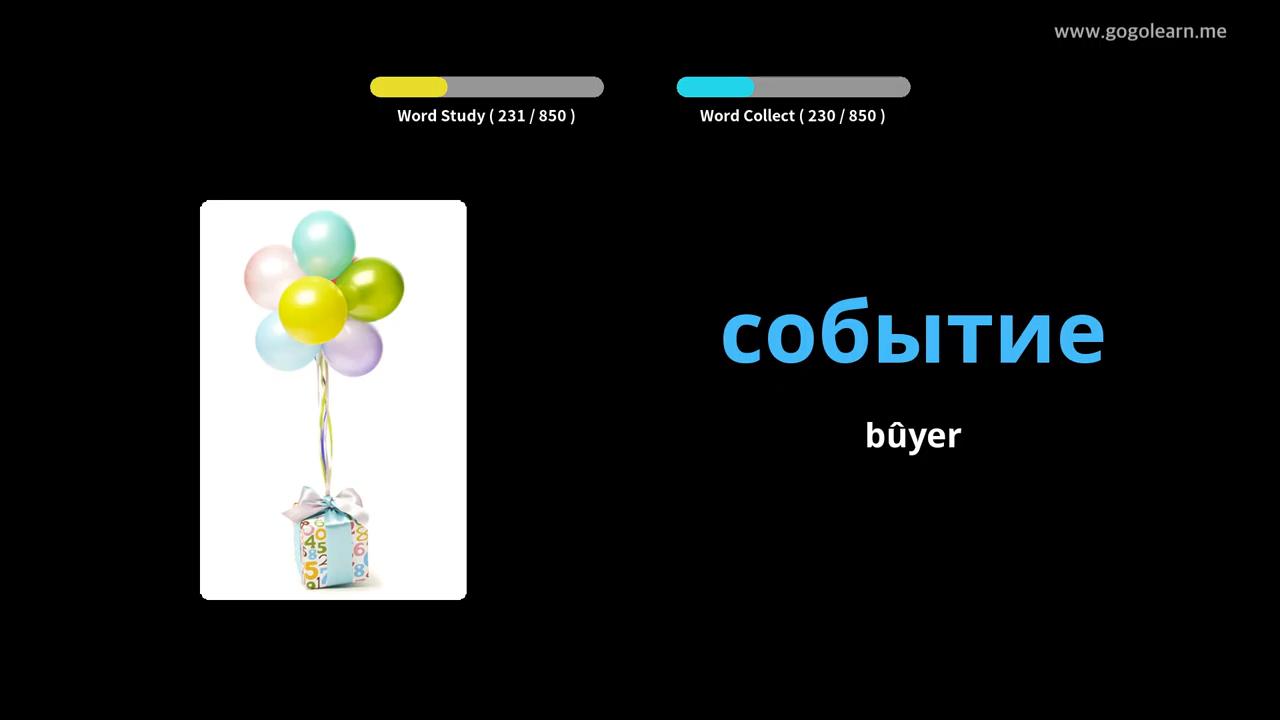 www.gogolearn.me
Word Study ( 231 / 850 )
Word Collect ( 230 / 850 )
событие
bûyer